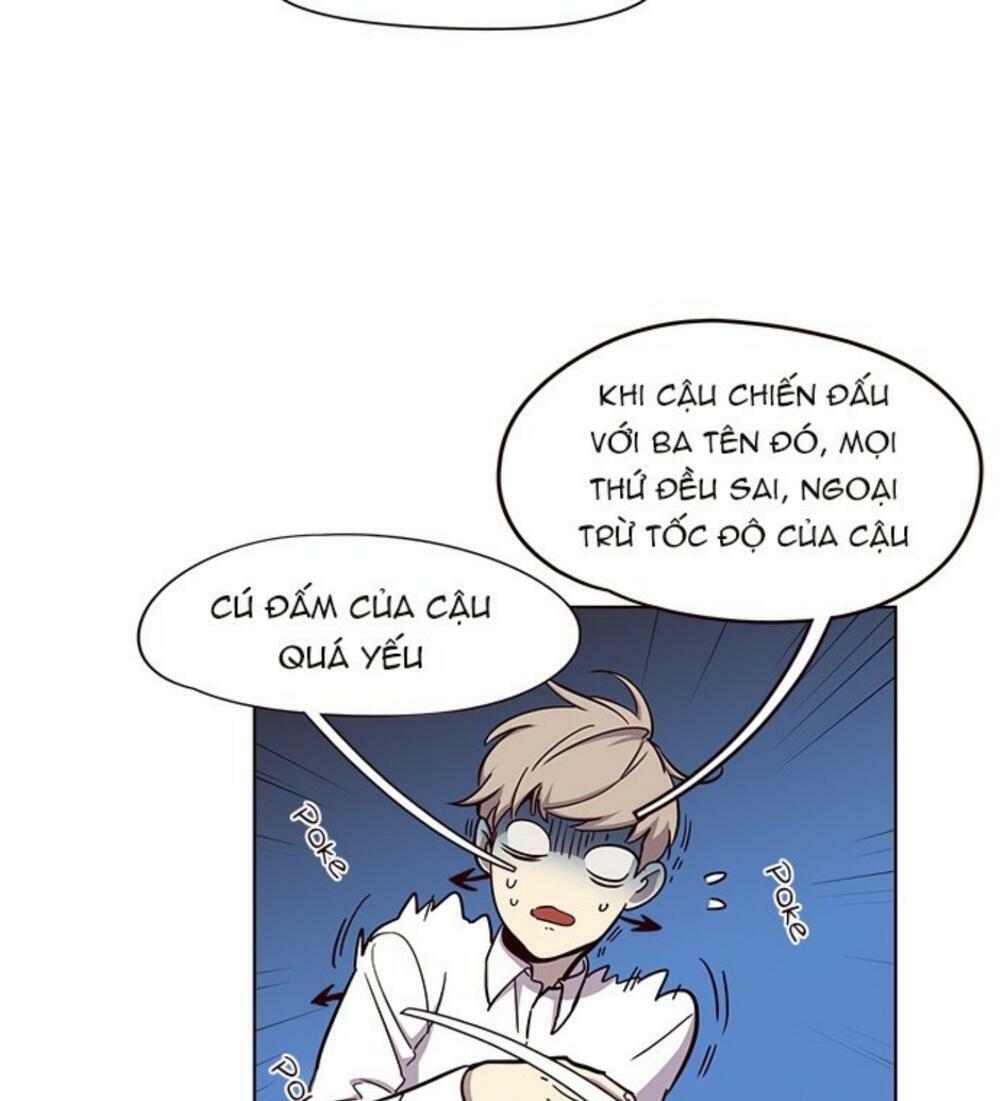 KHI CẬU CHIẾN ĐẤU
VỚI BA TÊN ĐÓ, MỌI
THỨ ĐỀU SAI, NGOẠI
TRỪ TỐC ĐỘ CỦA CẬU
CÚ ĐẤM CỦA CẬU
QUÁ YẾU
POKE
POKE
POKE